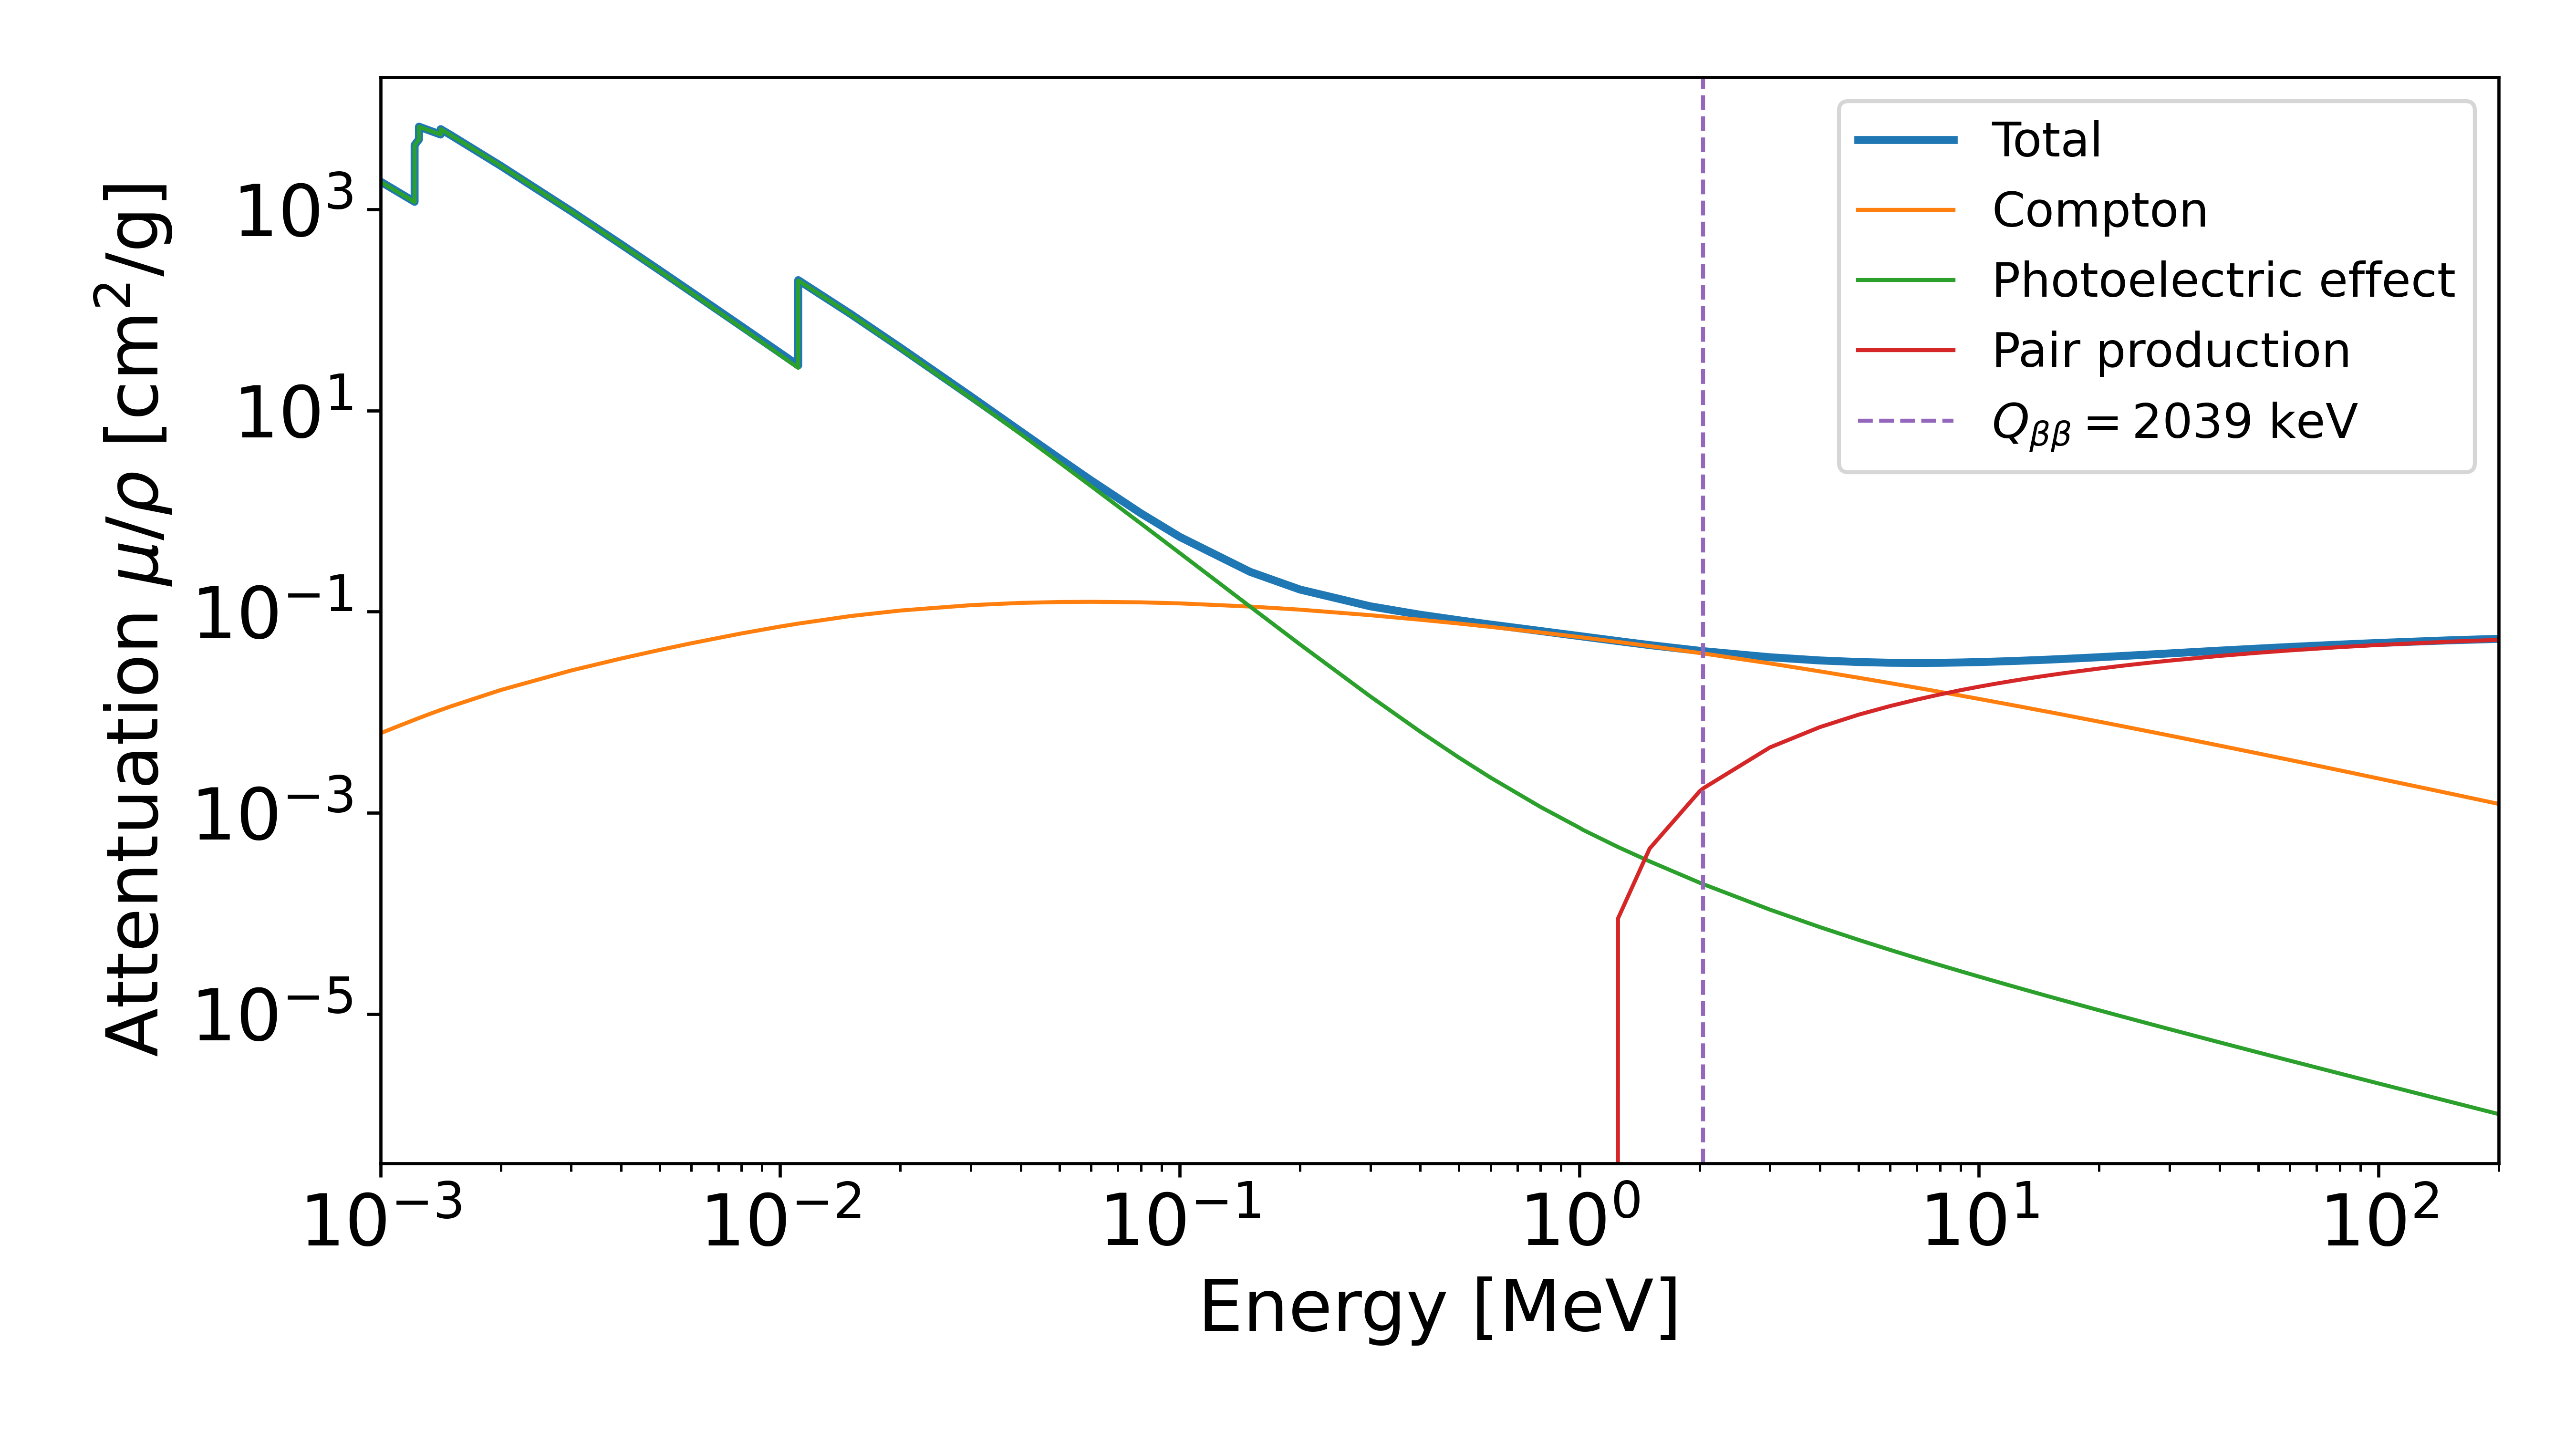 Attentuation μ/ρ [cm²/g]
10³
10¹
10⁻¹
10⁻³
10⁻⁵
Total
Compton
Photoelectric effect
Pair production
Qββ = 2039 keV
10⁻³ 10⁻² 10⁻¹ 10⁰ 10¹ 10²
Energy [MeV]